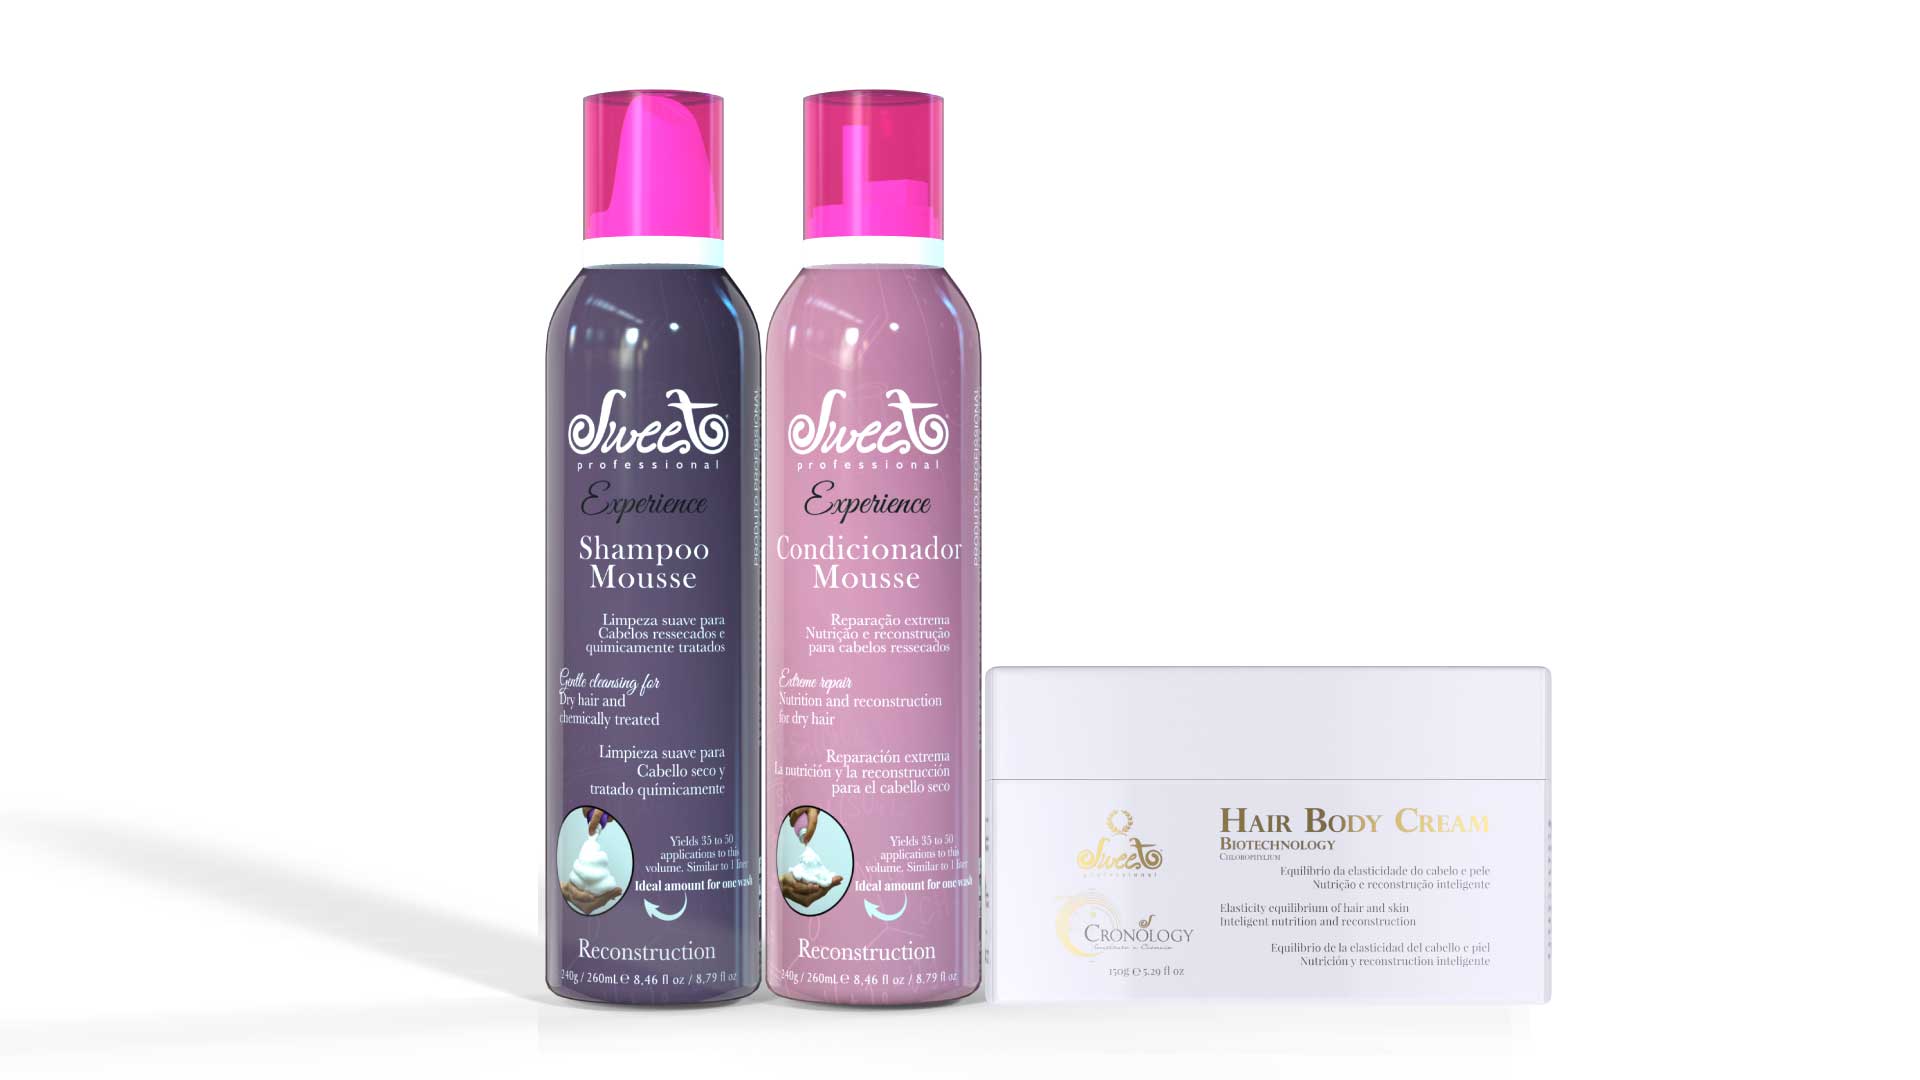 Sweet
professional
Experience
Shampoo
Mousse
Limpeza suave para
Cabelos ressecados e
quimicamente tratados
Gentle cleansing for
Dry hair and
chemically treated
Limpieza suave para
Cabello seco y
tratado químicamente
Yields 35 to 50
applications to this
volume. Similar to 1 liter
Ideal amount for one wash
Reconstruction
240g / 260mL ℮ 8,46 fl oz / 8,79 fl oz
PRODUTO PROFISSIONAL
Sweet
professional
Experience
Condicionador
Mousse
Reparação extrema
Nutrição e reconstrução
para cabelos ressecados
Extreme repair
Nutrition and reconstruction
for dry hair
Reparación extrema
La nutrición y la reconstrucción
para el cabello seco
Yields 35 to 50
applications to this
volume. Similar to 1 liter
Ideal amount for one wash
Reconstruction
240g / 260mL ℮ 8,46 fl oz / 8,79 fl oz
PRODUTO PROFISSIONAL
Sweet
professional
CRONOLOGY
150g ℮ 5.29 fl oz
HAIR BODY CREAM
BIOTECHNOLOGY
CHLOROPHYLIUM
Equilíbrio da elasticidade do cabelo e pele
Nutrição e reconstrução inteligente
Elasticity equilibrium of hair and skin
Inteligent nutrition and reconstruction
Equilibrio de la elasticidad del cabello e piel
Nutrición y reconstruction inteligente